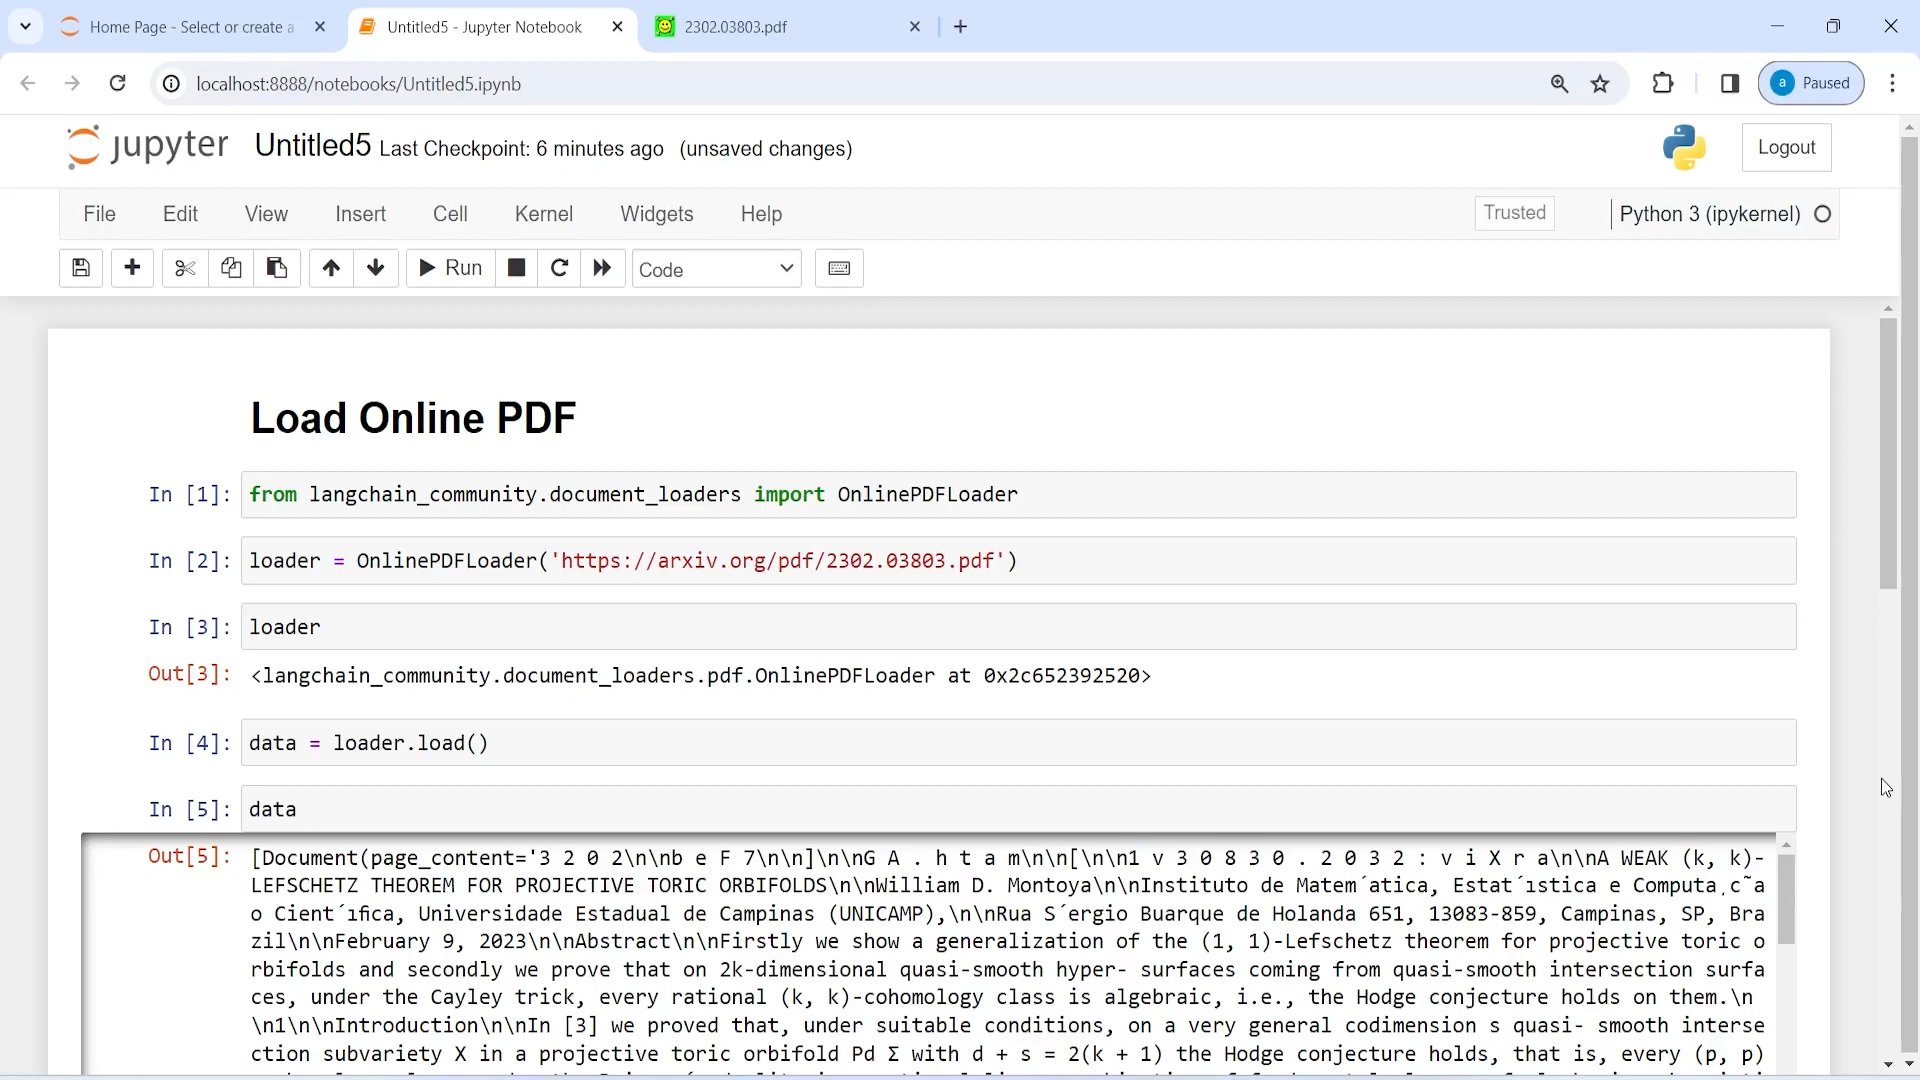 Home Page - Select or create a
Untitled5 - Jupyter Notebook
2302.03803.pdf
localhost:8888/notebooks/Untitled5.ipynb
a Paused
jupyter Untitled5 Last Checkpoint: 6 minutes ago (unsaved changes)
Logout
File Edit View Insert Cell Kernel Widgets Help
Trusted Python 3 (ipykernel)
Run Code
Load Online PDF
In [1]: from langchain_community.document_loaders import OnlinePDFLoader
In [2]: loader = OnlinePDFLoader('https://arxiv.org/pdf/2302.03803.pdf')
In [3]: loader
Out[3]: <langchain_community.document_loaders.pdf.OnlinePDFLoader at 0x2c652392520>
In [4]: data = loader.load()
In [5]: data
Out[5]: [Document(page_content='3 2 0 2\n\nb e F 7\n\n]\n\nG A . h t a m\n\n[\n\n1 v 3 0 8 3 0 . 2 0 3 2 : v i X r a\n\nA WEAK (k, k)-
LEFSCHETZ THEOREM FOR PROJECTIVE TORIC ORBIFOLDS\n\nWilliam D. Montoya\n\nInstituto de Matem´atica, Estat´ıstica e Computa¸c˜a
o Cient´ıfica, Universidade Estadual de Campinas (UNICAMP),\n\nRua S´ergio Buarque de Holanda 651, 13083-859, Campinas, SP, Bra
zil\n\nFebruary 9, 2023\n\nAbstract\n\nFirstly we show a generalization of the (1, 1)-Lefschetz theorem for projective toric o
rbifolds and secondly we prove that on 2k-dimensional quasi-smooth hyper- surfaces coming from quasi-smooth intersection surfa
ces, under the Cayley trick, every rational (k, k)-cohomology class is algebraic, i.e., the Hodge conjecture holds on them.\n
\n1\n\nIntroduction\n\nIn [3] we proved that, under suitable conditions, on a very general codimension s quasi- smooth interse
ction subvariety X in a projective toric orbifold Pd Σ with d + s = 2(k + 1) the Hodge conjecture holds, that is, every (p, p)